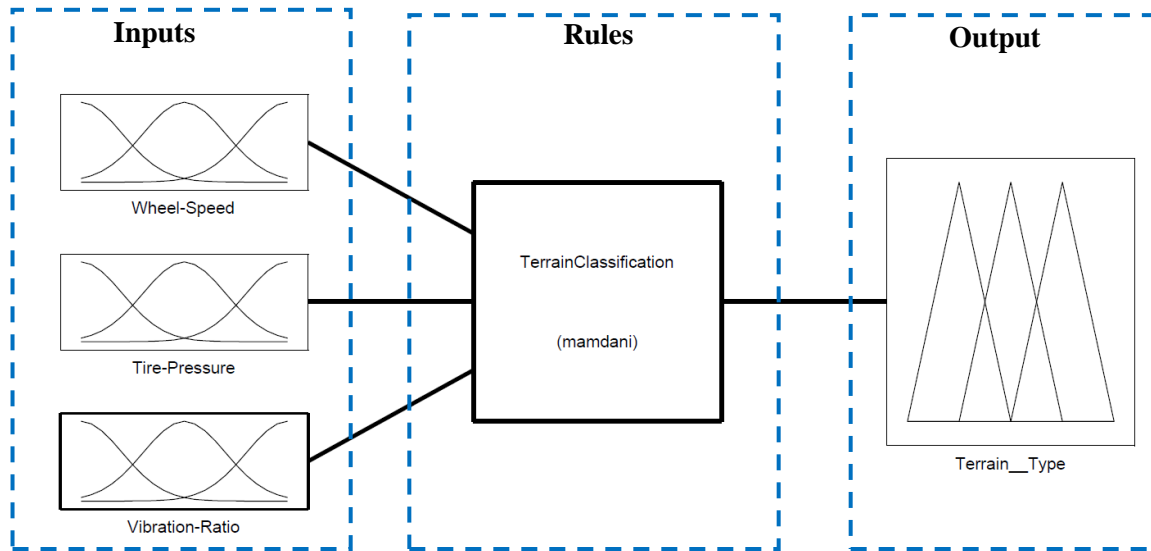 Inputs
Rules
Output
Wheel-Speed
Tire-Pressure
Vibration-Ratio
TerrainClassification
(mamdani)
Terrain__Type